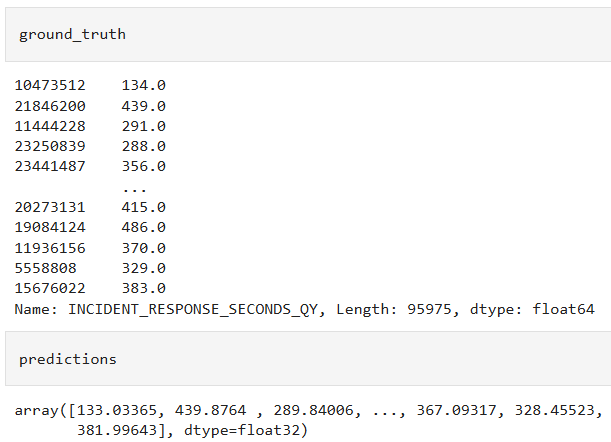 ground_truth
10473512    134.0
21846200    439.0
11444228    291.0
23250839    288.0
23441487    356.0
            ...
20273131    415.0
19084124    486.0
11936156    370.0
5558808     329.0
15676022    383.0
Name: INCIDENT_RESPONSE_SECONDS_QY, Length: 95975, dtype: float64
predictions
array([133.03365, 439.8764 , 289.84006, ..., 367.09317, 328.45523,
       381.99643], dtype=float32)